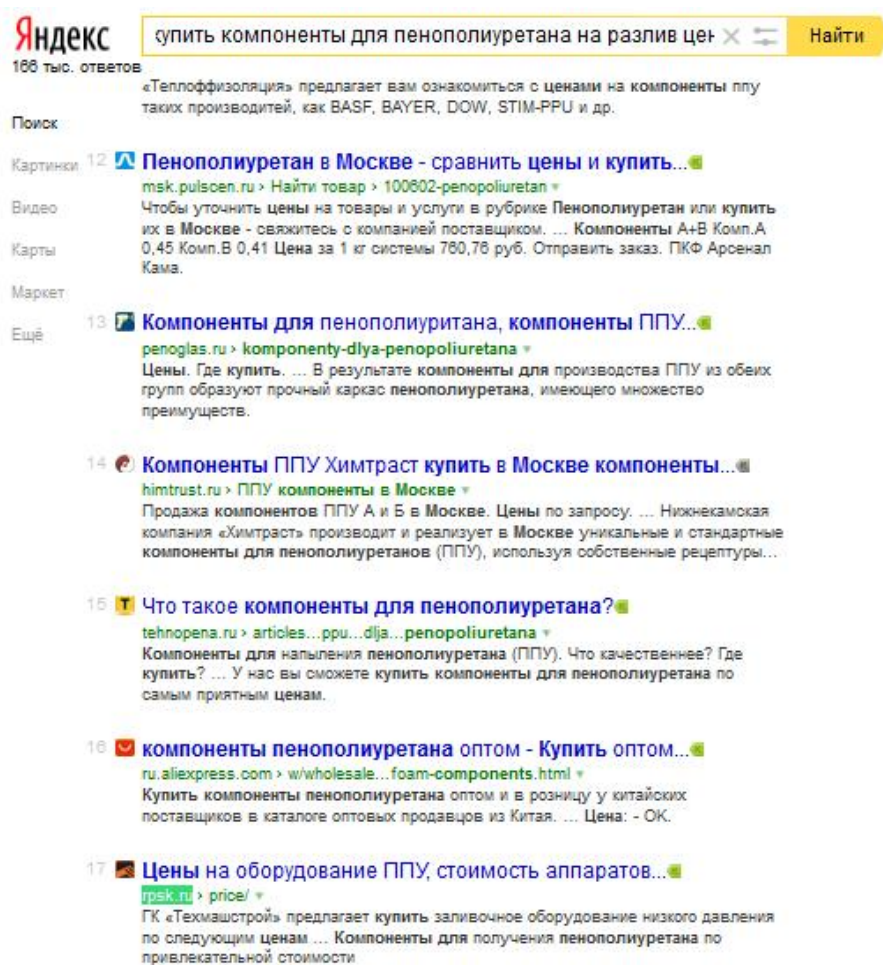 Яндекс
купить компоненты для пенополиуретана на разлив цен
Найти
166 тыс. ответов
«Теплоффизоляция» предлагает вам ознакомиться с ценами на компоненты ппу
таких производитей, как BASF, BAYER, DOW, STIM-PPU и др.
Поиск
Картинки
Видео
Карты
Маркет
Ещё
12 Пенополиуретан в Москве - сравнить цены и купить...
msk.pulscen.ru › Найти товар › 100602-penopoliuretan
Чтобы уточнить цены на товары и услуги в рубрике Пенополиуретан или купить
их в Москве - свяжитесь с компанией поставщиком. ... Компоненты А+В Комп.А
0,45 Комп.В 0,41 Цена за 1 кг системы 760,76 руб. Отправить заказ. ПКФ Арсенал
Кама.
13 Компоненты для пенополиуритана, компоненты ППУ...
penoglas.ru › komponenty-dlya-penopoliuretana
Цены. Где купить. ... В результате компоненты для производства ППУ из обеих
групп образуют прочный каркас пенополиуретана, имеющего множество
преимуществ.
14 Компоненты ППУ Химтраст купить в Москве компоненты...
himtrust.ru › ППУ компоненты в Москве
Продажа компонентов ППУ А и Б в Москве. Цены по запросу. ... Нижнекамская
компания «Химтраст» производит и реализует в Москве уникальные и стандартные
компоненты для пенополиуретанов (ППУ), используя собственные рецептуры...
15 Что такое компоненты для пенополиуретана?
tehnopena.ru › articles...ppu...dlja...penopoliuretana
Компоненты для напыления пенополиуретана (ППУ). Что качественнее? Где
купить? ... У нас вы сможете купить компоненты для пенополиуретана по
самым приятным ценам.
16 компоненты пенополиуретана оптом - Купить оптом...
ru.aliexpress.com › w/wholesale...foam-components.html
Купить компоненты пенополиуретана оптом и в розницу у китайских
поставщиков в каталоге оптовых продавцов из Китая. ... Цена: - OK.
17 Цены на оборудование ППУ, стоимость аппаратов...
rpsk.ru › price/
ГК «Техмашстрой» предлагает купить заливочное оборудование низкого давления
по следующим ценам ... Компоненты для получения пенополиуретана по
привлекательной стоимости